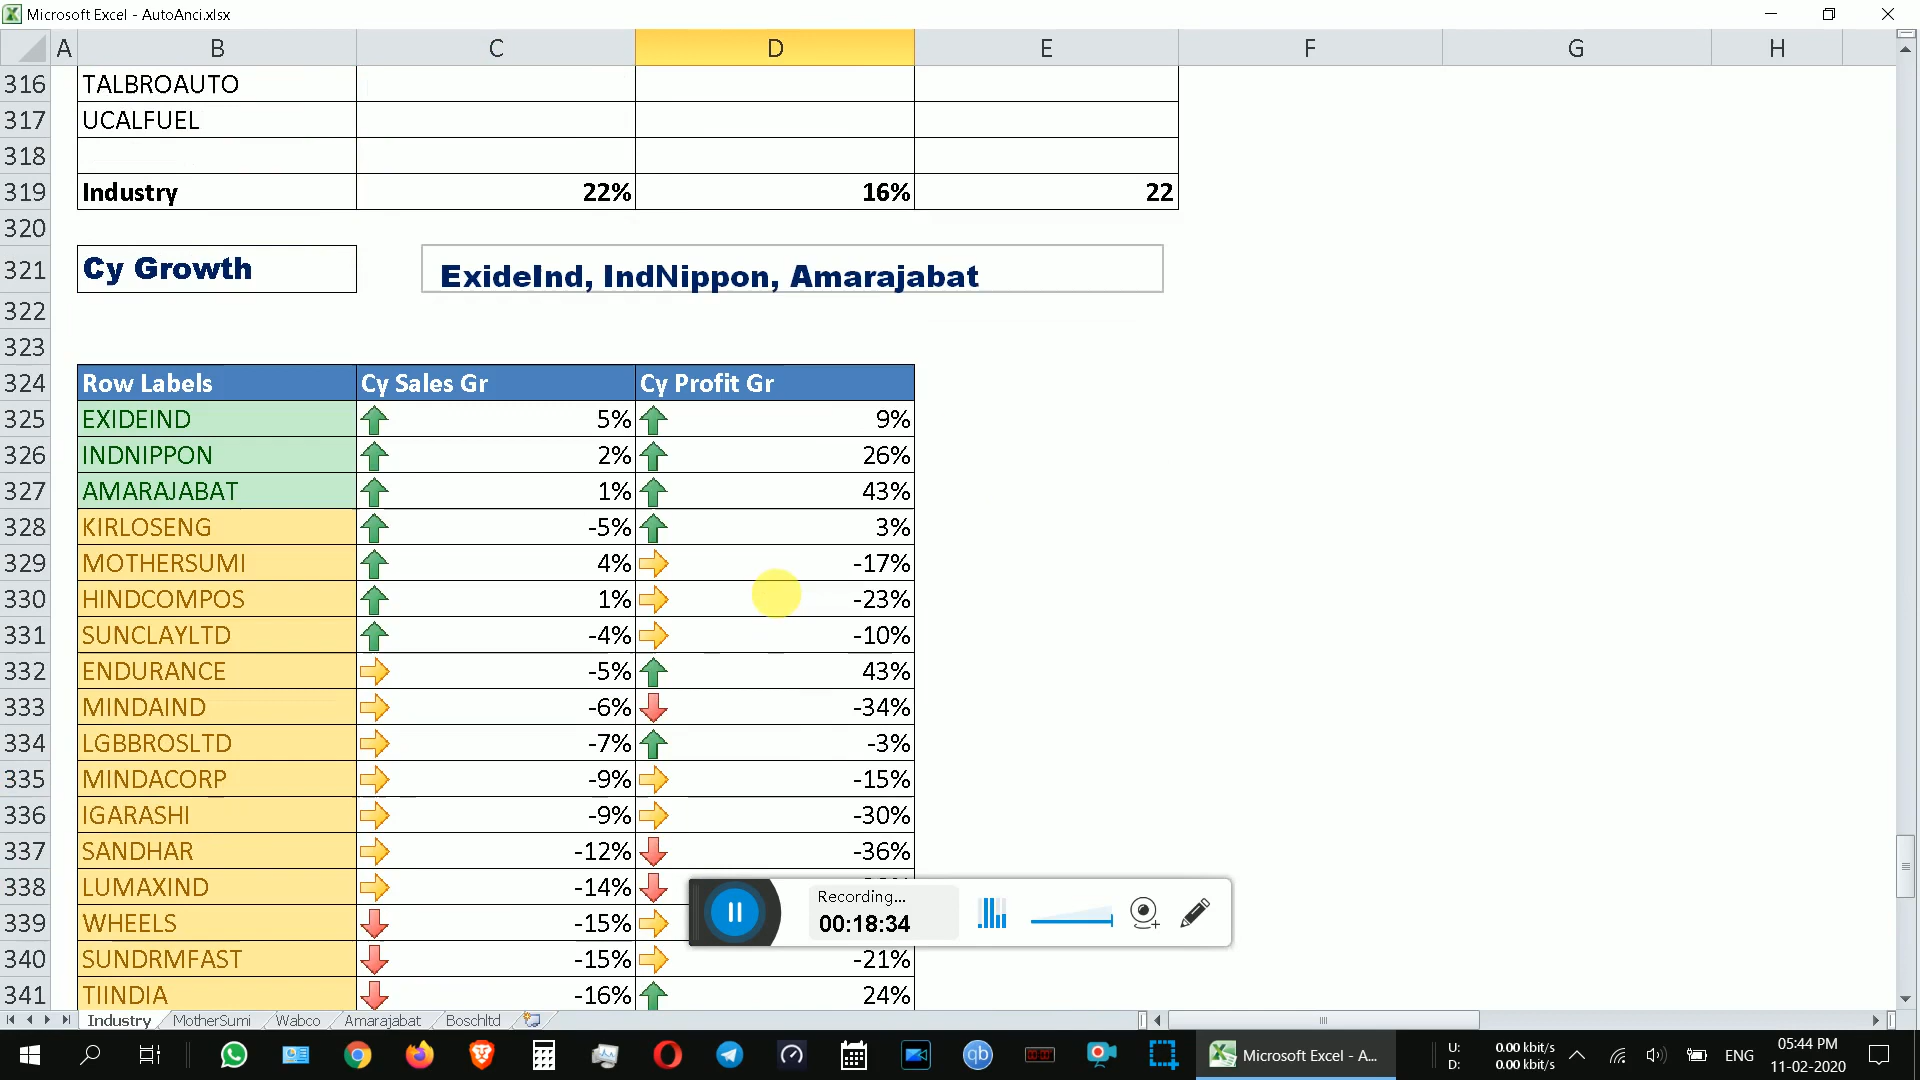 Microsoft Excel - AutoAnci.xlsx
A B C D E F G H
316 TALBROAUTO
317 UCALFUEL
318
319 Industry 22% 16% 22
320
321 Cy Growth ExideInd, IndNippon, Amarajabat
322
323
324 Row Labels Cy Sales Gr Cy Profit Gr
325 EXIDEIND 5% 9%
326 INDNIPPON 2% 26%
327 AMARAJABAT 1% 43%
328 KIRLOSENG -5% 3%
329 MOTHERSUMI 4% -17%
330 HINDCOMPOS 1% -23%
331 SUNCLAYLTD -4% -10%
332 ENDURANCE -5% 43%
333 MINDAIND -6% -34%
334 LGBBROSLTD -7% -3%
335 MINDACORP -9% -15%
336 IGARASHI -9% -30%
337 SANDHAR -12% -36%
338 LUMAXIND -14%
339 WHEELS -15%
340 SUNDRMFAST -15% -21%
341 TIINDIA -16% 24%
Recording...
00:18:34
Industry MotherSumi Wabco Amarajabat Boschltd
Microsoft Excel - A...
U: 0.00 kbit/s
D: 0.00 kbit/s
ENG
05:44 PM
11-02-2020